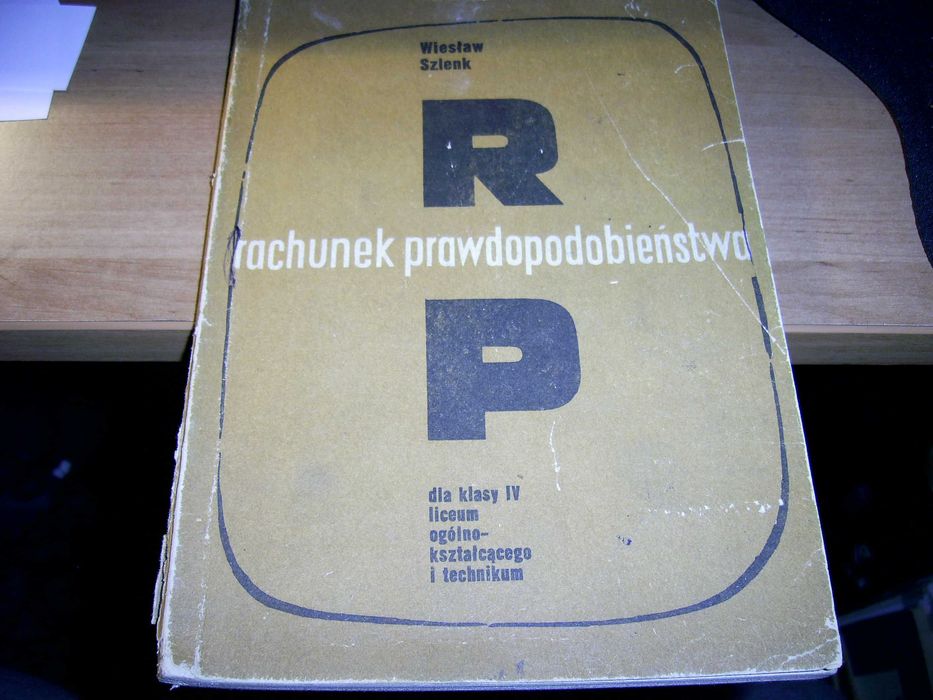 Wiesław
Szlenk
R
rachunek prawdopodobieństwa
P
dla klasy IV
liceum
ogólno-
kształcącego
i technikum